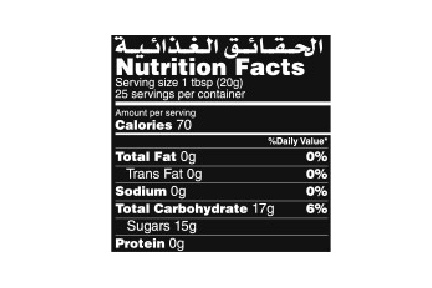 الحقائق الغذائية
Nutrition Facts
Serving size 1 tbsp (20g)
25 servings per container
Amount per serving
Calories 70
%Daily Value*
Total Fat 0g 0%
Trans Fat 0g 0%
Sodium 0g 0%
Total Carbohydrate 17g 6%
Sugars 15g
Protein 0g